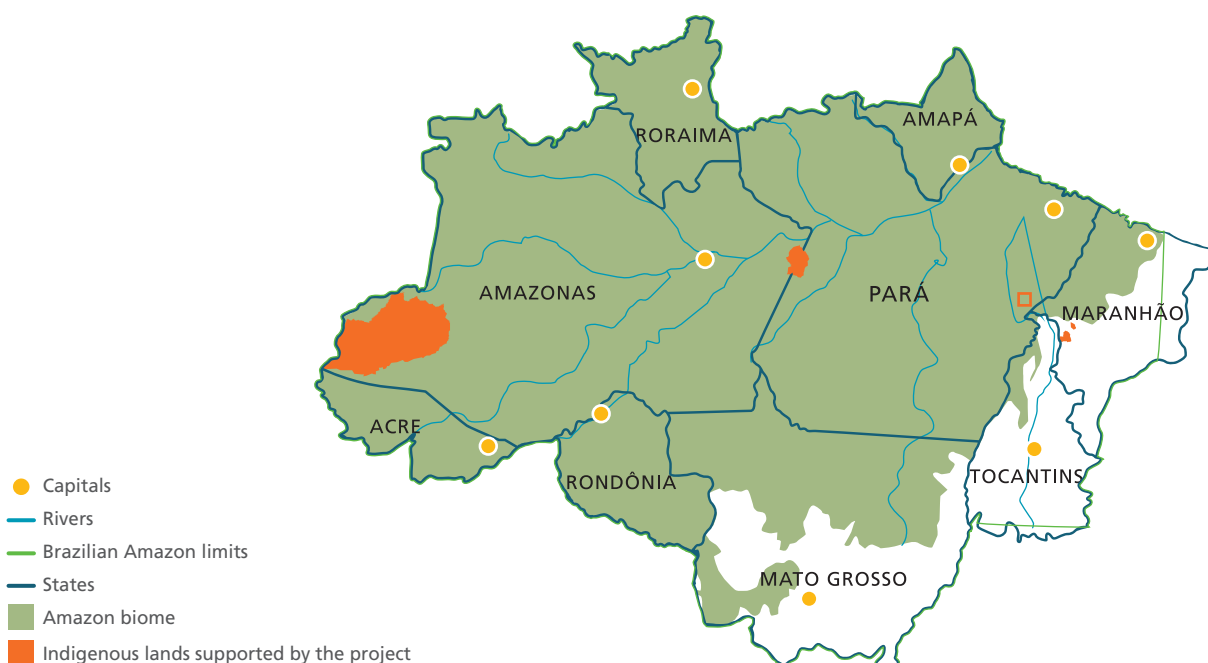 RORAIMA
AMAPÁ
AMAZONAS
PARÁ
MARANHÃO
ACRE
RONDÔNIA
TOCANTINS
MATO GROSSO
Capitals
Rivers
Brazilian Amazon limits
States
Amazon biome
Indigenous lands supported by the project